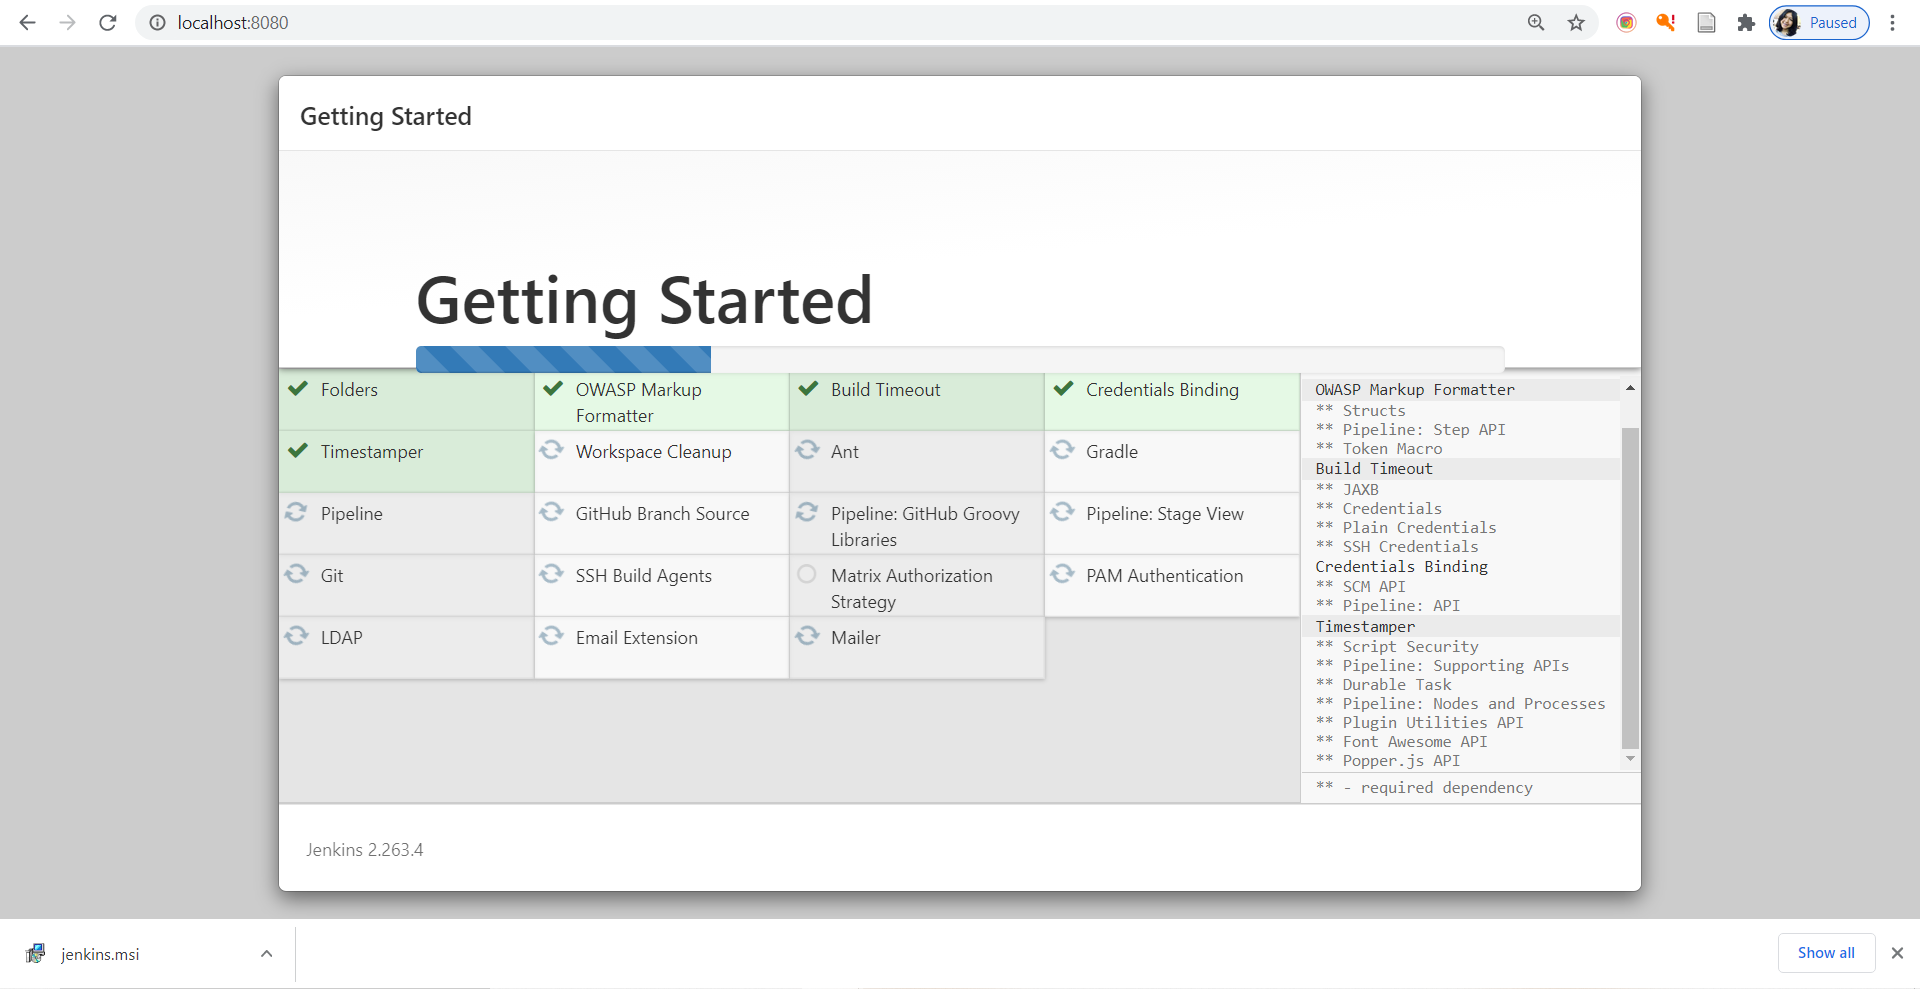 localhost:8080
Paused
Getting Started
Getting Started
Folders
OWASP Markup
Formatter
Build Timeout
Credentials Binding
Timestamper
Workspace Cleanup
Ant
Gradle
Pipeline
GitHub Branch Source
Pipeline: GitHub Groovy
Libraries
Pipeline: Stage View
Git
SSH Build Agents
Matrix Authorization
Strategy
PAM Authentication
LDAP
Email Extension
Mailer
OWASP Markup Formatter
** Structs
** Pipeline: Step API
** Token Macro
Build Timeout
** JAXB
** Credentials
** Plain Credentials
** SSH Credentials
Credentials Binding
** SCM API
** Pipeline: API
Timestamper
** Script Security
** Pipeline: Supporting APIs
** Durable Task
** Pipeline: Nodes and Processes
** Plugin Utilities API
** Font Awesome API
** Popper.js API
** - required dependency
Jenkins 2.263.4
jenkins.msi
Show all